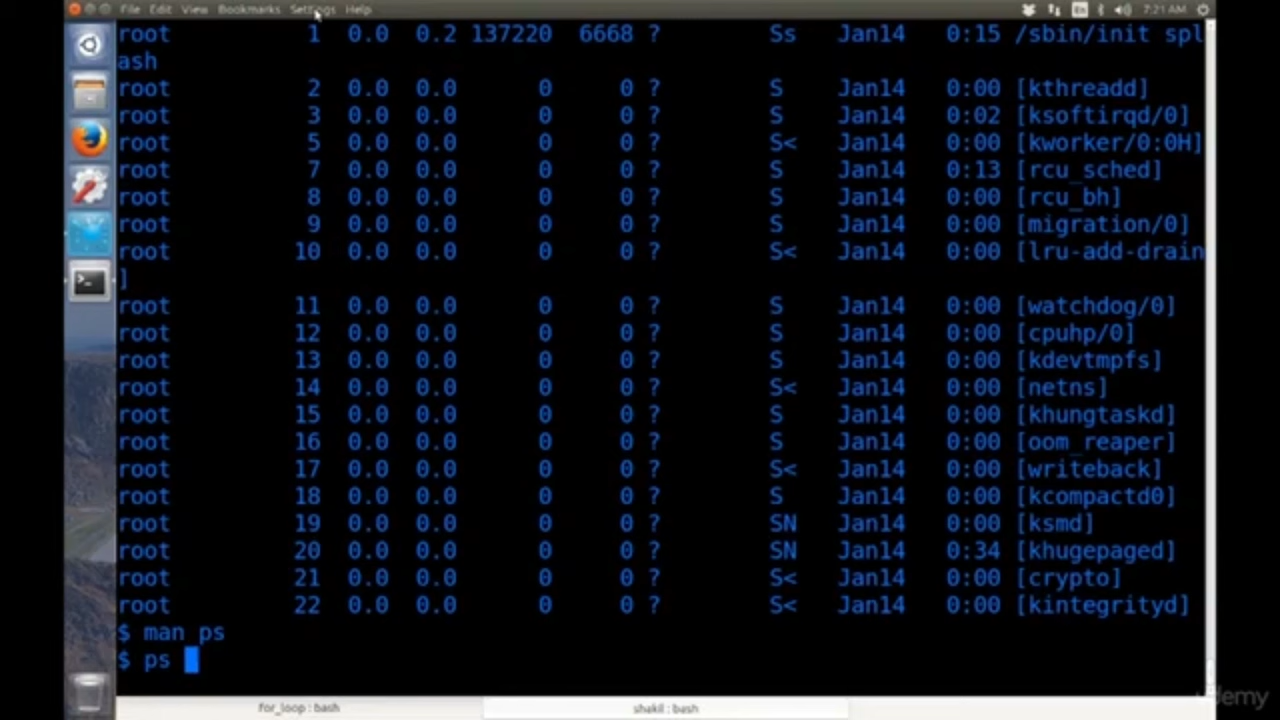 File Edit View Bookmarks Settings Help
En 7:21 AM
root 1 0.0 0.2 137220 6668 ? Ss Jan14 0:15 /sbin/init spl
ash
root 2 0.0 0.0 0 0 ? S Jan14 0:00 [kthreadd]
root 3 0.0 0.0 0 0 ? S Jan14 0:02 [ksoftirqd/0]
root 5 0.0 0.0 0 0 ? S< Jan14 0:00 [kworker/0:0H]
root 7 0.0 0.0 0 0 ? S Jan14 0:13 [rcu_sched]
root 8 0.0 0.0 0 0 ? S Jan14 0:00 [rcu_bh]
root 9 0.0 0.0 0 0 ? S Jan14 0:00 [migration/0]
root 10 0.0 0.0 0 0 ? S< Jan14 0:00 [lru-add-drain
]
root 11 0.0 0.0 0 0 ? S Jan14 0:00 [watchdog/0]
root 12 0.0 0.0 0 0 ? S Jan14 0:00 [cpuhp/0]
root 13 0.0 0.0 0 0 ? S Jan14 0:00 [kdevtmpfs]
root 14 0.0 0.0 0 0 ? S< Jan14 0:00 [netns]
root 15 0.0 0.0 0 0 ? S Jan14 0:00 [khungtaskd]
root 16 0.0 0.0 0 0 ? S Jan14 0:00 [oom_reaper]
root 17 0.0 0.0 0 0 ? S< Jan14 0:00 [writeback]
root 18 0.0 0.0 0 0 ? S Jan14 0:00 [kcompactd0]
root 19 0.0 0.0 0 0 ? SN Jan14 0:00 [ksmd]
root 20 0.0 0.0 0 0 ? SN Jan14 0:34 [khugepaged]
root 21 0.0 0.0 0 0 ? S< Jan14 0:00 [crypto]
root 22 0.0 0.0 0 0 ? S< Jan14 0:00 [kintegrityd]
$ man ps
$ ps
for_loop : bash
shakil : bash
udemy